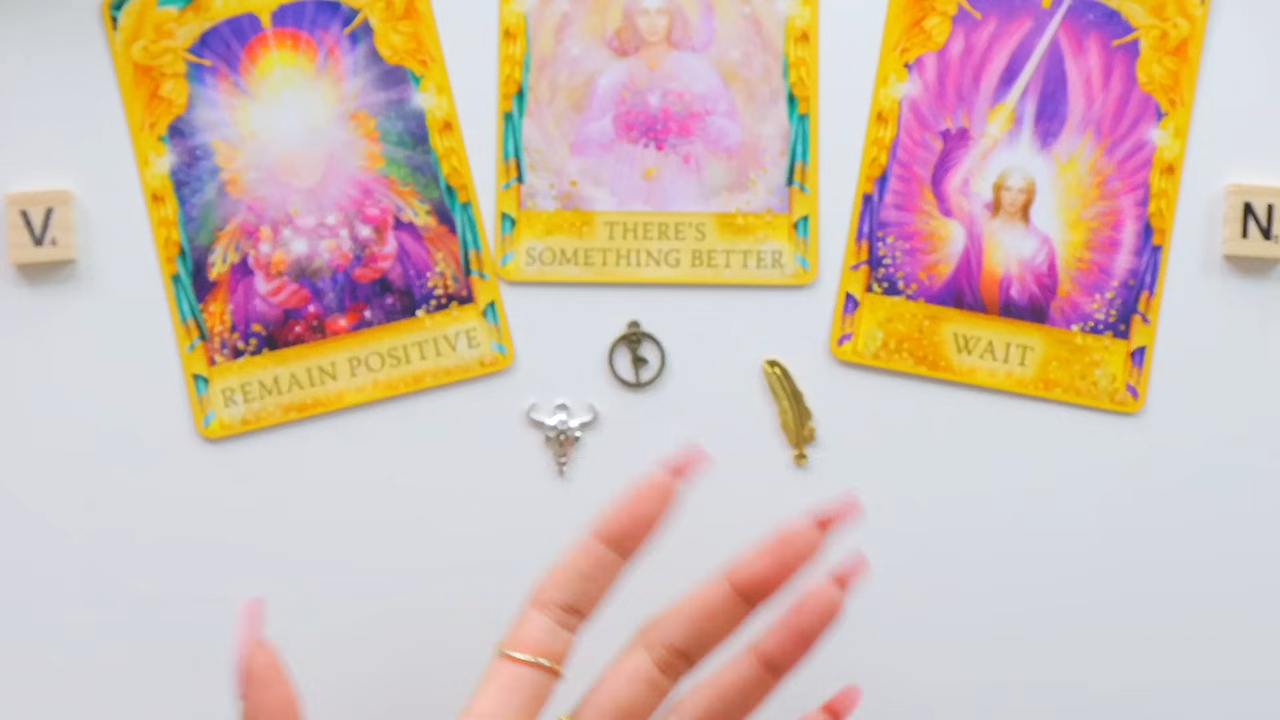 V
REMAIN POSITIVE
THERE'S
SOMETHING BETTER
WAIT
N